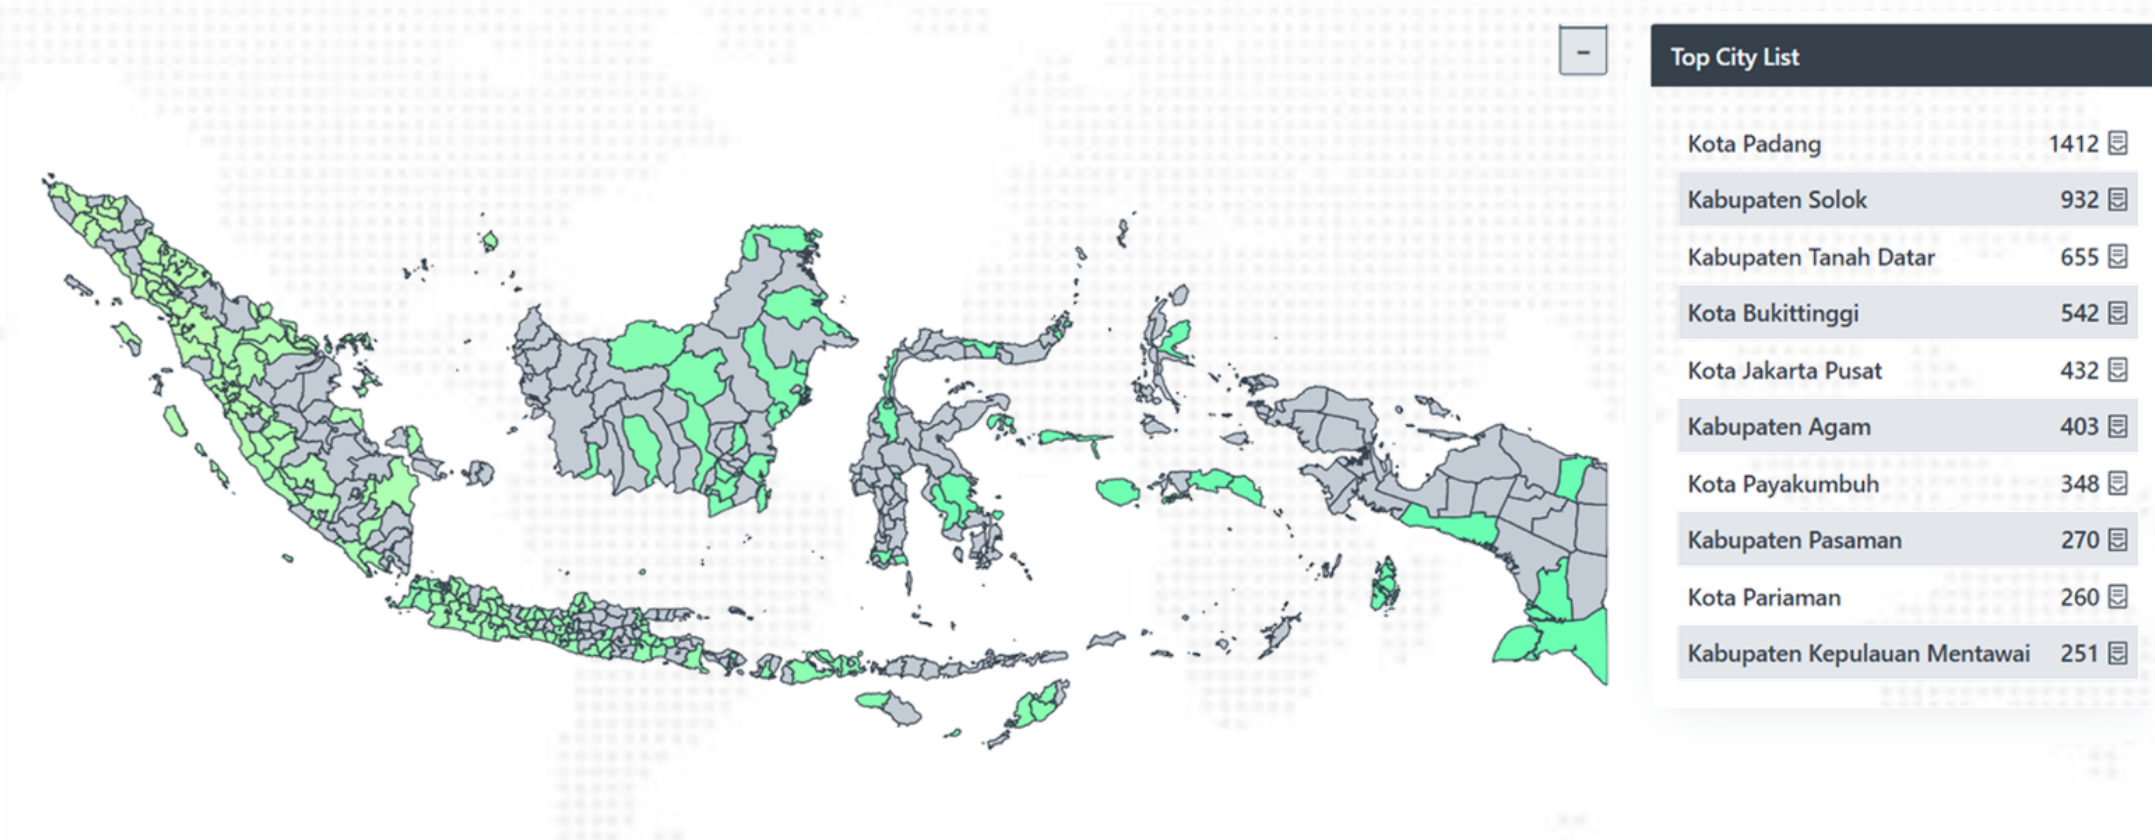 −
Top City List
Kota Padang 1412
Kabupaten Solok 932
Kabupaten Tanah Datar 655
Kota Bukittinggi 542
Kota Jakarta Pusat 432
Kabupaten Agam 403
Kota Payakumbuh 348
Kabupaten Pasaman 270
Kota Pariaman 260
Kabupaten Kepulauan Mentawai 251